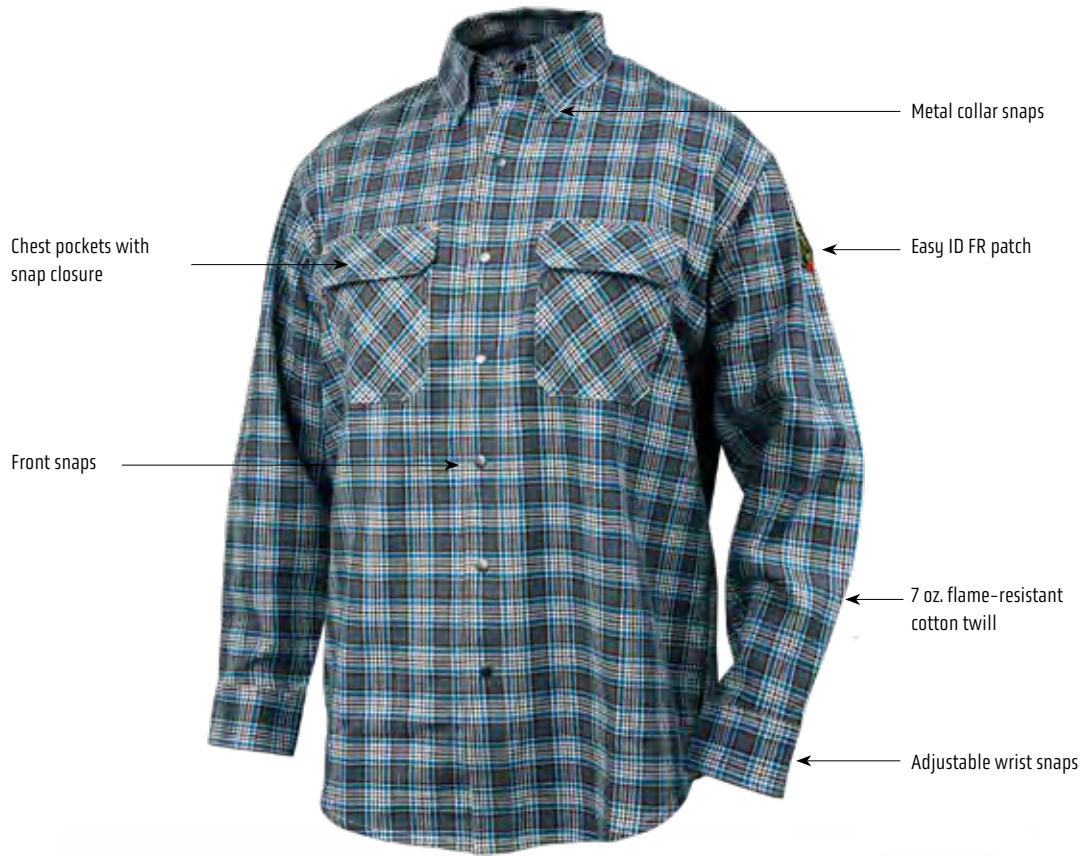 Metal collar snaps
Chest pockets with
snap closure
Easy ID FR patch
Front snaps
7 oz. flame-resistant
cotton twill
Adjustable wrist snaps